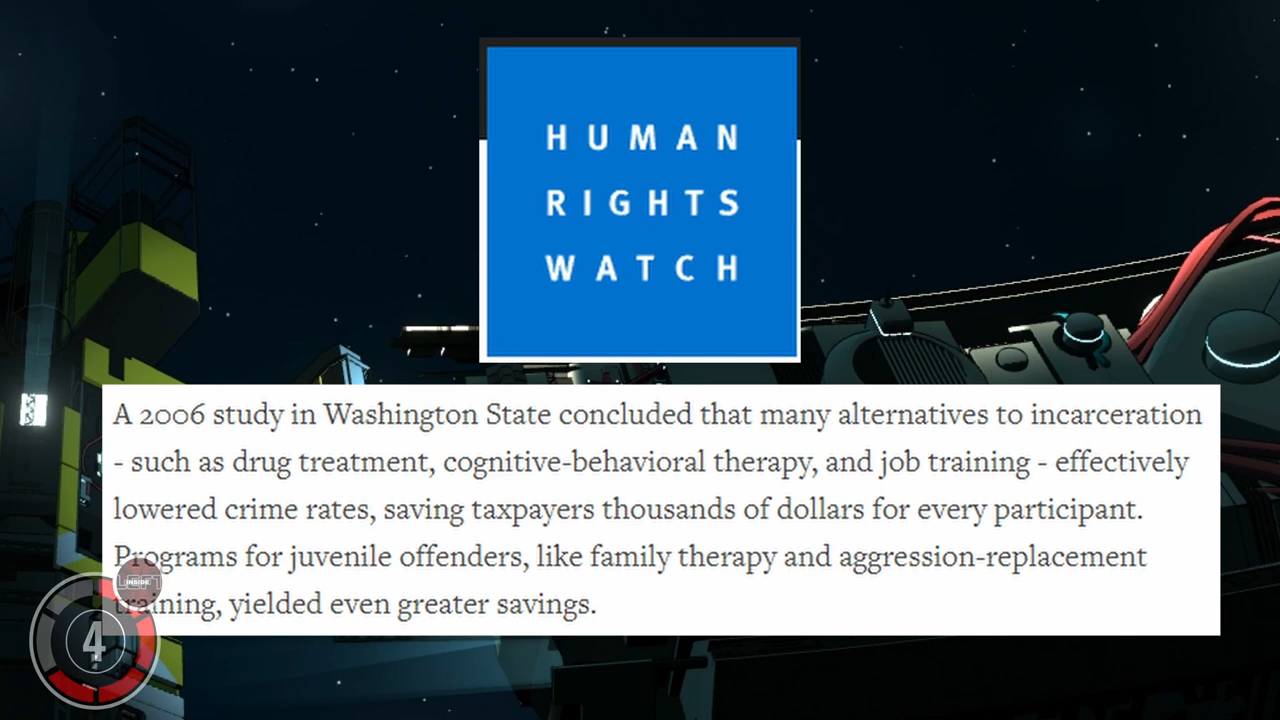 HUMAN
RIGHTS
WATCH
A 2006 study in Washington State concluded that many alternatives to incarceration
- such as drug treatment, cognitive-behavioral therapy, and job training - effectively
lowered crime rates, saving taxpayers thousands of dollars for every participant.
Programs for juvenile offenders, like family therapy and aggression-replacement
training, yielded even greater savings.
LEFT
INSIDE
4